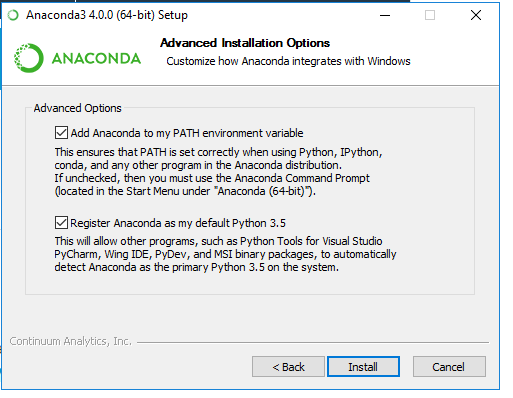 Anaconda3 4.0.0 (64-bit) Setup
ANACONDA
Advanced Installation Options
Customize how Anaconda integrates with Windows
Advanced Options
Add Anaconda to my PATH environment variable
This ensures that PATH is set correctly when using Python, IPython,
conda, and any other program in the Anaconda distribution.
If unchecked, then you must use the Anaconda Command Prompt
(located in the Start Menu under "Anaconda (64-bit)").
Register Anaconda as my default Python 3.5
This will allow other programs, such as Python Tools for Visual Studio
PyCharm, Wing IDE, PyDev, and MSI binary packages, to automatically
detect Anaconda as the primary Python 3.5 on the system.
Continuum Analytics, Inc.
< Back
Install
Cancel